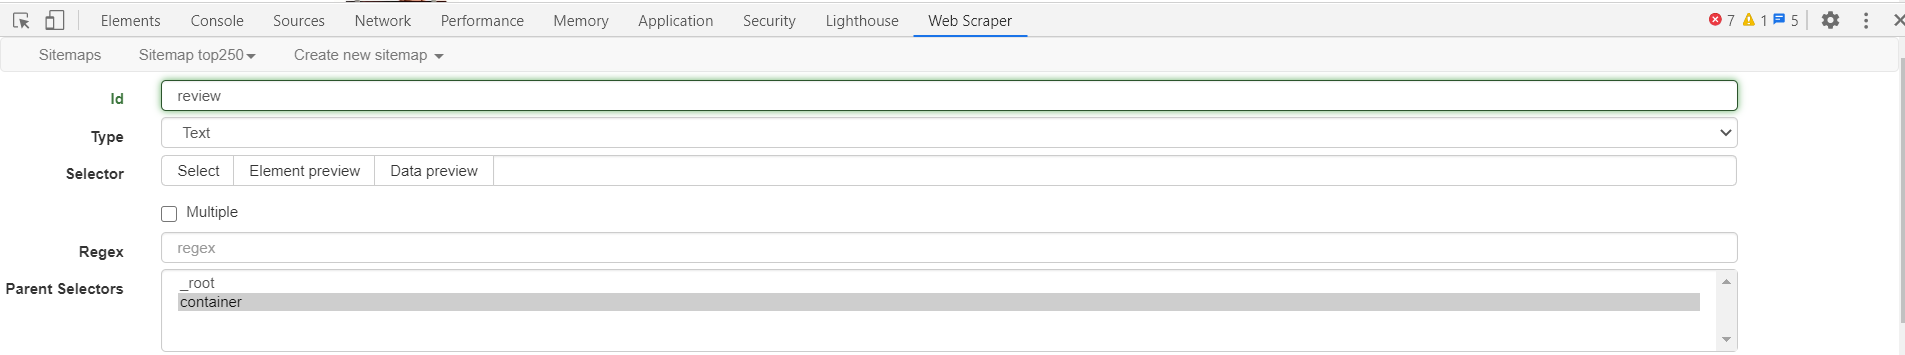 Elements Console Sources Network Performance Memory Application Security Lighthouse Web Scraper 7 1 5
Sitemaps Sitemap top250 Create new sitemap
Id review
Type Text
Selector Select Element preview Data preview
Multiple
Regex regex
Parent Selectors _root
container